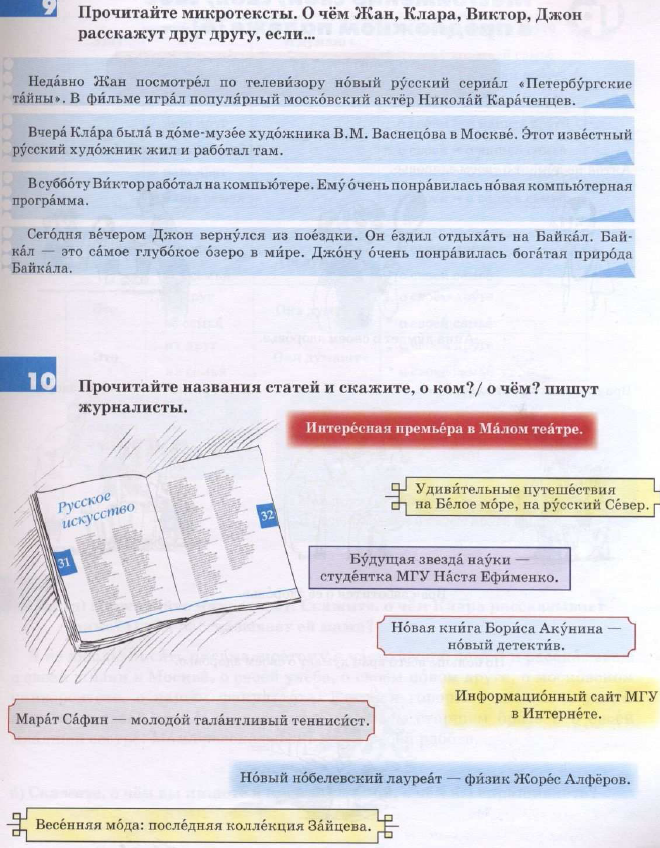 9
Прочитайте микротексты. О чём Жан, Клара, Виктор, Джон
расскажут друг другу, если...
Неда́вно Жан посмотре́л по телеви́зору но́вый ру́сский сериа́л «Петербу́ргские
та́йны». В фи́льме игра́л популя́рный моско́вский актёр Никола́й Кара́ченцев.
Вчера́ Кла́ра была́ в до́ме-музе́е худо́жника В.М. Васнецо́ва в Москве́. Э́тот изве́стный
ру́сский худо́жник жил и рабо́тал там.
В суббо́ту Ви́ктор рабо́тал на компью́тере. Ему́ о́чень понра́вилась но́вая компью́терная
програ́мма.
Сего́дня ве́чером Джон верну́лся из пое́здки. Он е́здил отдыха́ть на Байка́л. Бай-
ка́л — э́то са́мое глубо́кое о́зеро в ми́ре. Джо́ну о́чень понра́вилась бога́тая приро́да
Байка́ла.
10
Прочитайте названия статей и скажите, о ком?/ о чём? пишут
журналисты.
Интере́сная премье́ра в Ма́лом теа́тре.
Русское
искусство
31
32
Удиви́тельные путеше́ствия
на Бе́лое мо́ре, на ру́сский Се́вер.
Бу́дущая звезда́ нау́ки —
студе́нтка МГУ На́стя Ефи́менко.
Но́вая кни́га Бори́са Аку́нина —
но́вый детекти́в.
Информацио́нный сайт МГУ
в Интерне́те.
Мара́т Са́фин — молодо́й тала́нтливый тенниси́ст.
Но́вый но́белевский лауреа́т — фи́зик Жоре́с Алфёров.
Весе́нняя мо́да: после́дняя колле́кция За́йцева.